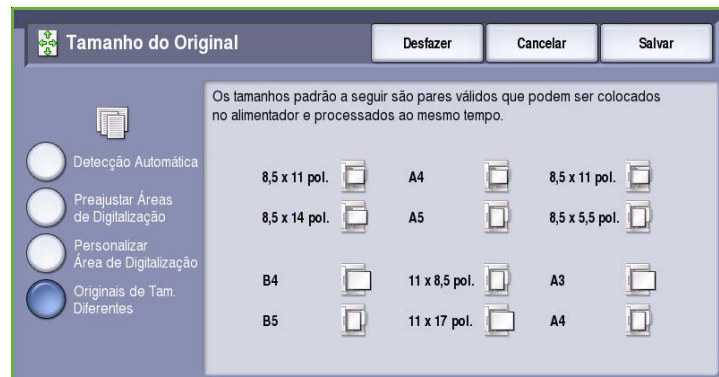 Tamanho do Original
Desfazer
Cancelar
Salvar
Detecção Automática
Preajustar Áreas
de Digitalização
Personalizar
Área de Digitalização
Originais de Tam.
Diferentes
Os tamanhos padrão a seguir são pares válidos que podem ser colocados
no alimentador e processados ao mesmo tempo.
8,5 x 11 pol.
A4
8,5 x 11 pol.
8,5 x 14 pol.
A5
8,5 x 5,5 pol.
B4
11 x 8,5 pol.
A3
B5
11 x 17 pol.
A4